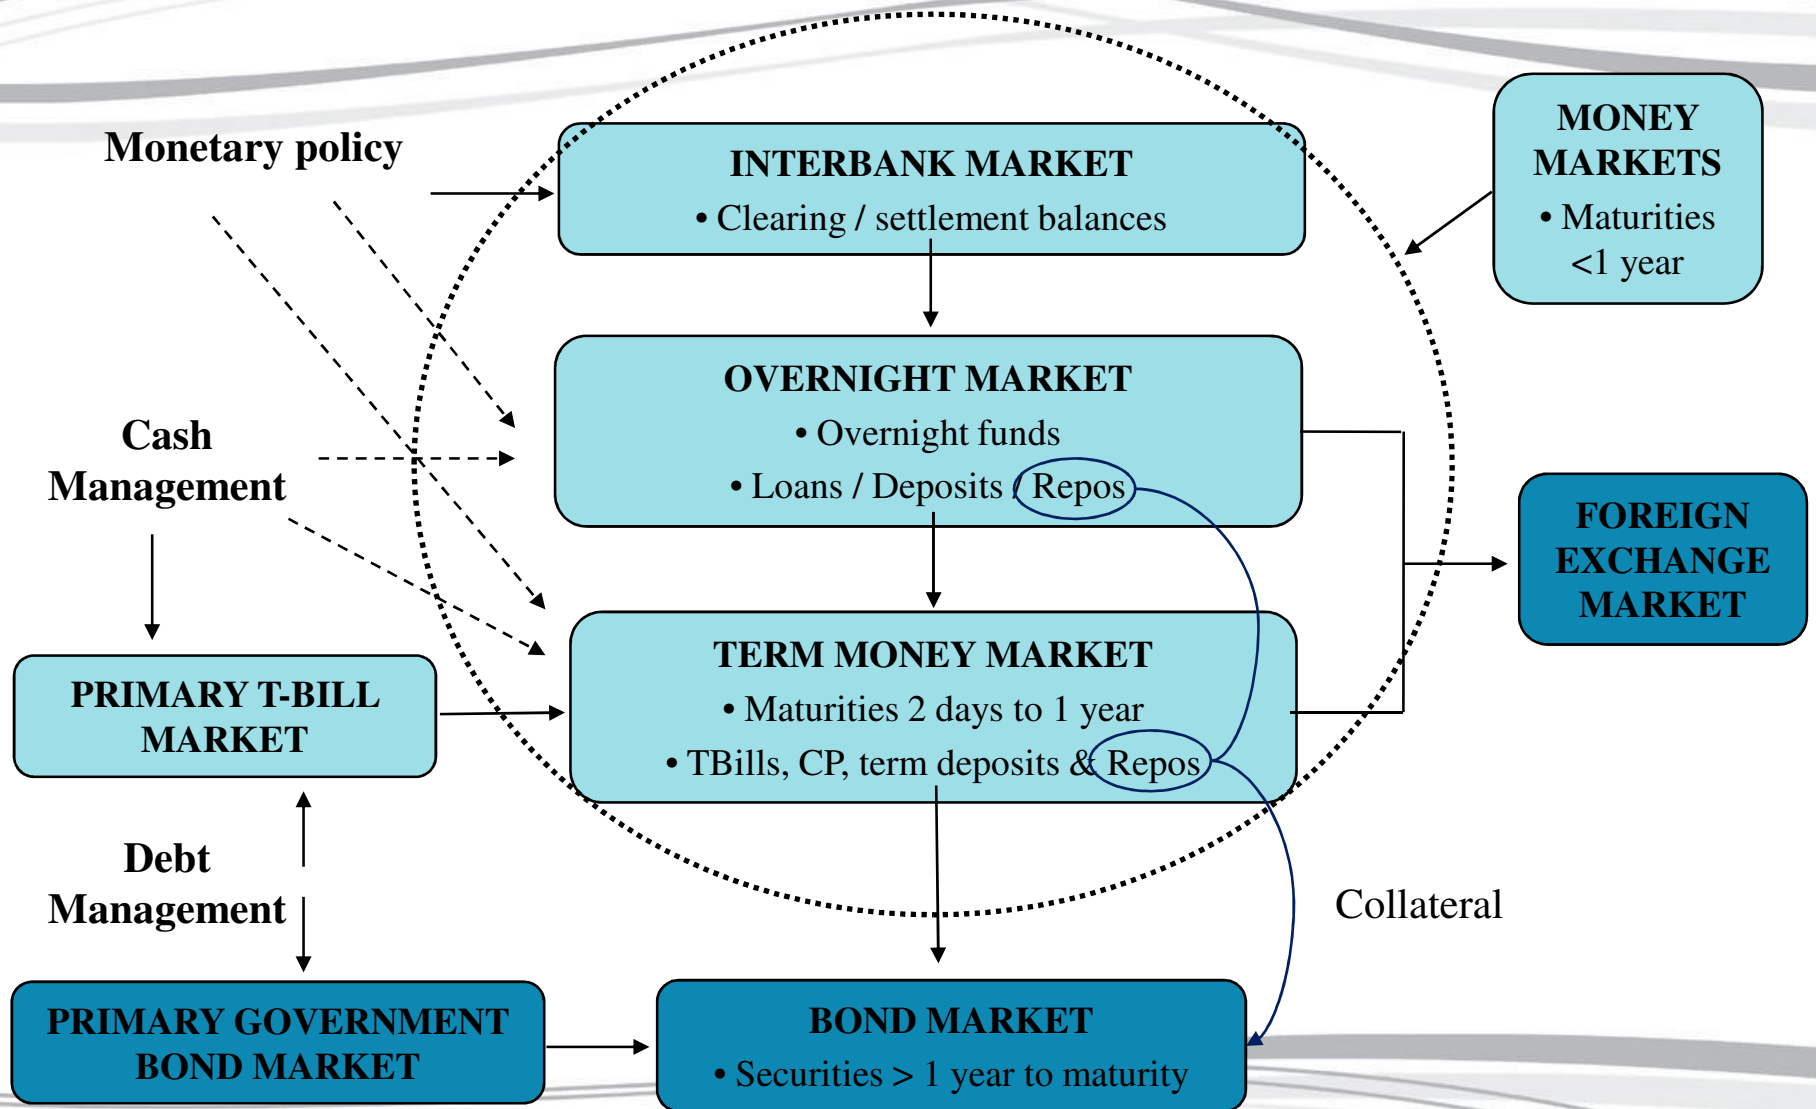 Monetary policy
INTERBANK MARKET
• Clearing / settlement balances
MONEY
MARKETS
• Maturities
<1 year
OVERNIGHT MARKET
• Overnight funds
• Loans / Deposits / Repos
Cash
Management
FOREIGN
EXCHANGE
MARKET
TERM MONEY MARKET
• Maturities 2 days to 1 year
• TBills, CP, term deposits & Repos
PRIMARY T-BILL
MARKET
Debt
Management
Collateral
PRIMARY GOVERNMENT
BOND MARKET
BOND MARKET
• Securities > 1 year to maturity